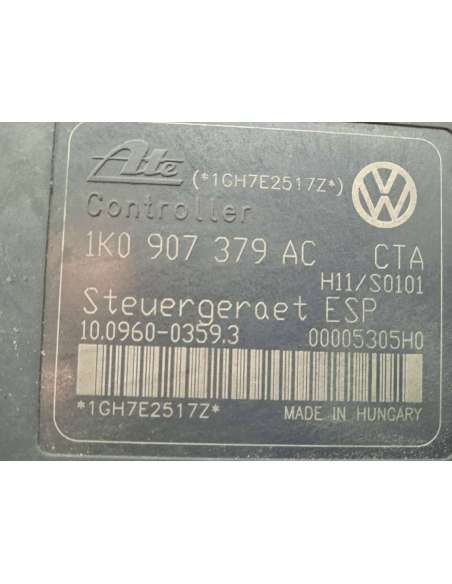 Ate (*1GH7E2517Z*)
Controller
1K0 907 379 AC CTA
H11/S0101
Steuergeraet ESP
10.0960-0359.3 00005305H0
*1GH7E2517Z* MADE IN HUNGARY